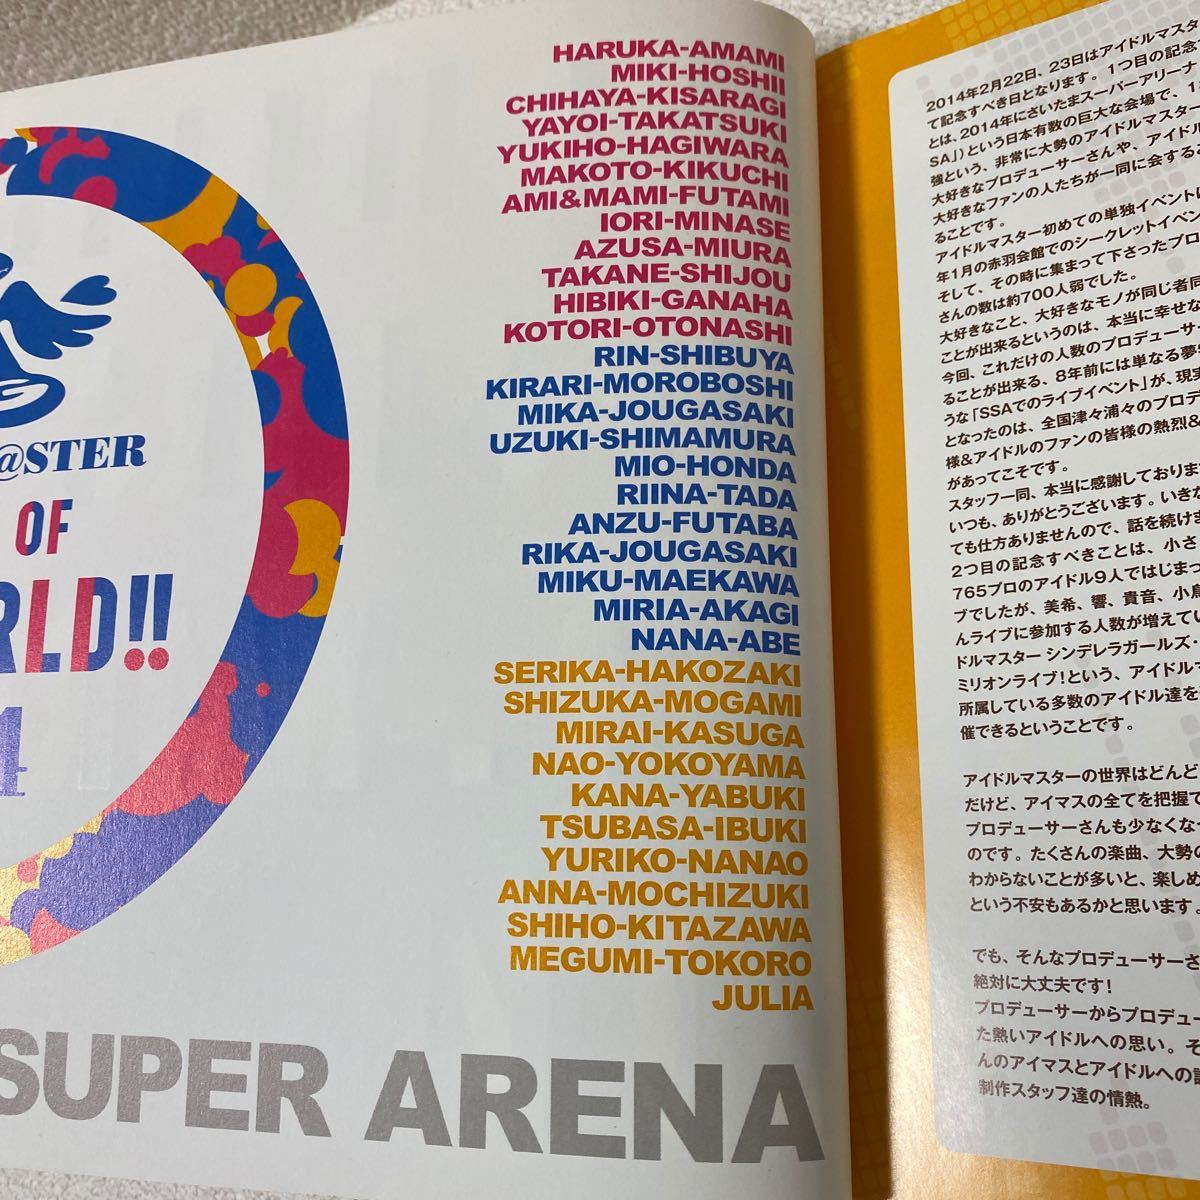 @STER
OF
RLD!!
4
HARUKA-AMAMI
MIKI-HOSHII
CHIHAYA-KISARAGI
YAYOI-TAKATSUKI
YUKIHO-HAGIWARA
MAKOTO-KIKUCHI
AMI&MAMI-FUTAMI
IORI-MINASE
AZUSA-MIURA
TAKANE-SHIJOU
HIBIKI-GANAHA
KOTORI-OTONASHI
RIN-SHIBUYA
KIRARI-MOROBOSHI
MIKA-JOUGASAKI
UZUKI-SHIMAMURA
MIO-HONDA
RIINA-TADA
ANZU-FUTABA
RIKA-JOUGASAKI
MIKU-MAEKAWA
MIRIA-AKAGI
NANA-ABE
SERIKA-HAKOZAKI
SHIZUKA-MOGAMI
MIRAI-KASUGA
NAO-YOKOYAMA
KANA-YABUKI
TSUBASA-IBUKI
YURIKO-NANAO
ANNA-MOCHIZUKI
SHIHO-KITAZAWA
MEGUMI-TOKORO
JULIA
SUPER ARENA
2014年2月22日、23日はアイドルマスタ
て記念すべき日となります。1つ目の記念
とは、2014年にさいたまスーパーアリーナ
SA」)という日本有数の巨大な会場で、1
強という、非常に大勢のアイドルマスター
大好きなプロデューサーさんや、アイドル
大好きなファンの人たちが一同に会するこ
ることです。
アイドルマスター初めての単独イベントは
年1月の赤羽会館でのシークレットイベン
そして、その時に集まって下さったプロデ
さんの数は約700人弱でした。
大好きなこと、大好きなモノが同じ者同
ことが出来るというのは、本当に幸せな
今回、これだけの人数のプロデューサ
ることが出来る、8年前には単なる夢
うな「SSAでのライブイベント」が、現実
となったのは、全国津々浦々のプロデ
様&アイドルのファンの皆様の熱烈&
があってこそです。
スタッフ一同、本当に感謝しております
いつも、ありがとうございます。いきな
ても仕方ありませんので、話を続けま
2つ目の記念すべきことは、小さ
765プロのアイドル9人ではじまっ
ブでしたが、美希、響、貴音、小鳥
んライブに参加する人数が増えてい
ドルマスター シンデレラガールズ・
ミリオンライブ!という、アイドルマ
所属している多数のアイドル達を
催できるということです。
アイドルマスターの世界はどんど
だけど、アイマスの全てを把握で
プロデューサーさんも少なくなっ
のです。たくさんの楽曲、大勢の
わからないことが多いと、楽しめ
という不安もあるかと思います。
でも、そんなプロデューサーさ
絶対に大丈夫です!
プロデューサーからプロデュー
た熱いアイドルへの思い。そ
んのアイマスとアイドルへの
制作スタッフ達の情熱。